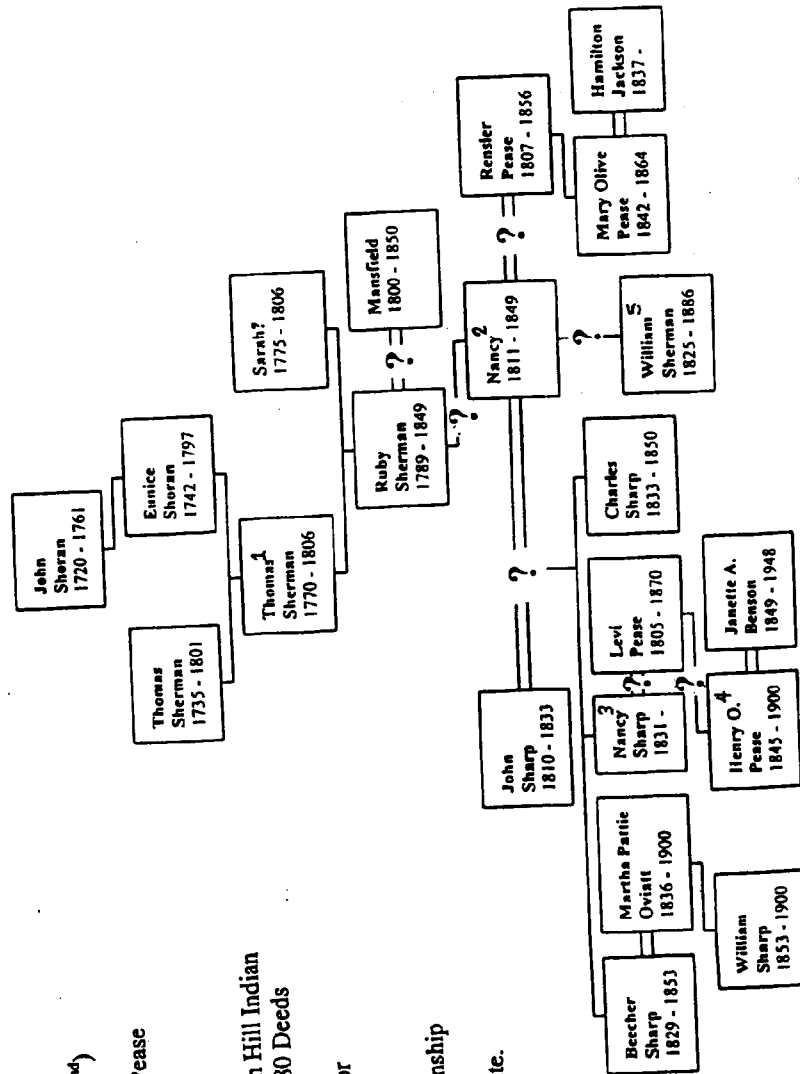 John
Shoran
1720 - 1761
Thomas
Sherman
1735 - 1801
Eunice
Shoran
1742 - 1797
Thomas 1
Sherman
1770 - 1806
Sarah?
1775 - 1806
Ruby
Sherman
1789 - 1849
?
Mansfield
1800 - 1850
?
John
Sharp
1810 - 1833
?
Nancy 2
1811 - 1849
?
Rensler
Pease
1807 - 1856
Beecher
Sharp
1829 - 1853
Martha Pattie
Oviatt
1836 - 1900
Nancy 3
Sharp
1831 -
?
Levi
Pease
1805 - 1870
Charles
Sharp
1833 - 1850
?
William 5
Sherman
1825 - 1886
Mary Olive
Pease
1842 - 1864
Hamilton
Jackson
1837 -
William
Sharp
1853 - 1900
?
Henry O. 4
Pease
1845 - 1900
Janette A.
Benson
1849 - 1948
Pease
Hill Indian
Deeds